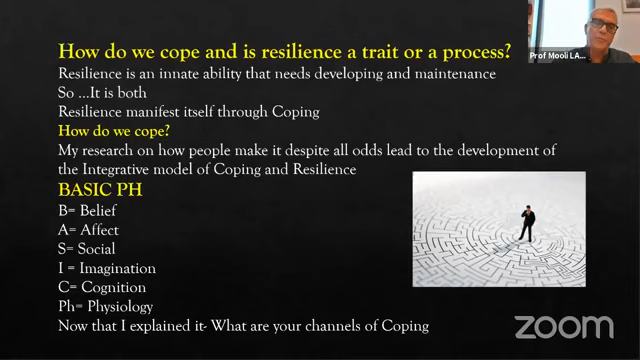 How do we cope and is resilience a trait or a process?
Resilience is an innate ability that needs developing and maintenance
So ...It is both
Resilience manifest itself through Coping
How do we cope?
My research on how people make it despite all odds lead to the development of
the Integrative model of Coping and Resilience
BASIC PH
B= Belief
A= Affect
S= Social
I = Imagination
C= Cognition
Ph= Physiology
Now that I explained it- What are your channels of Coping
Prof Mooli LA...
zoom